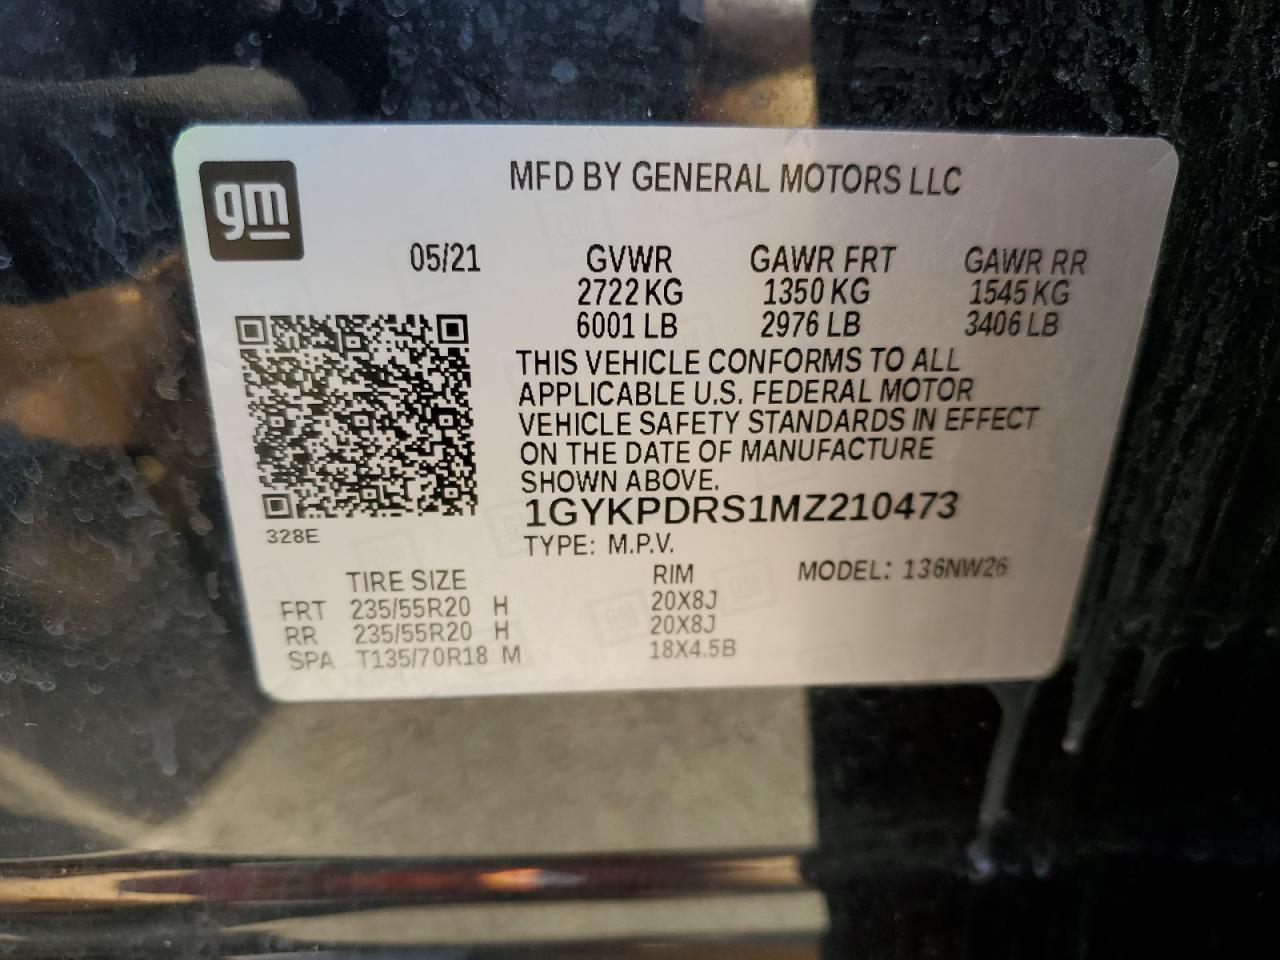 gm
MFD BY GENERAL MOTORS LLC
05/21 GVWR GAWR FRT GAWR RR
2722 KG 1350 KG 1545 KG
6001 LB 2976 LB 3406 LB
THIS VEHICLE CONFORMS TO ALL
APPLICABLE U.S. FEDERAL MOTOR
VEHICLE SAFETY STANDARDS IN EFFECT
ON THE DATE OF MANUFACTURE
SHOWN ABOVE.
1GYKPDRS1MZ210473
328E
TYPE: M.P.V.
TIRE SIZE RIM MODEL: 136NW26
FRT 235/55R20 H 20X8J
RR 235/55R20 H 20X8J
SPA T135/70R18 M 18X4.5B